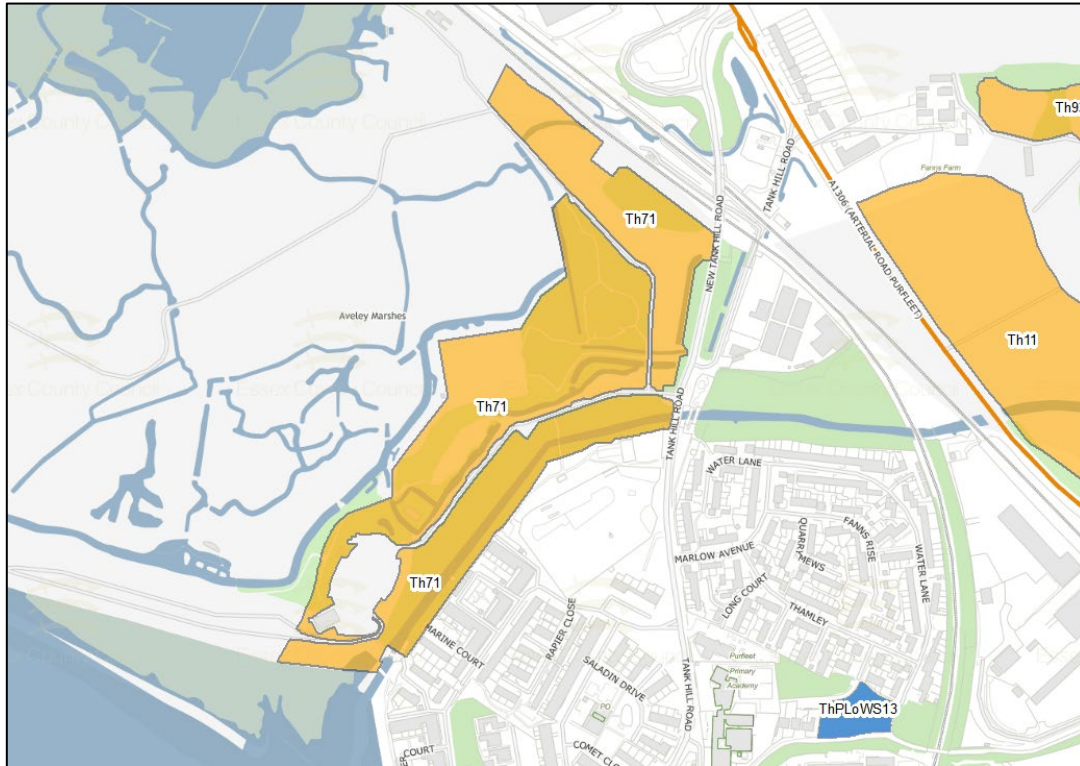 Th9
Fanns Farm
TANK HILL ROAD
A1306 (ARTERIAL ROAD PURFLEET)
Th71
NEW TANK HILL ROAD
Aveley Marshes
Th11
Essex County Council
Essex County Council
Th71
TANK HILL ROAD
WATER LANE
FANNS RISE
QUARRY MEWS
MARLOW AVENUE
WATER LANE
LONG COURT
THAMLEY
Th71
MARINE COURT
RAPIER CLOSE
SALADIN DRIVE
TANK HILL ROAD
Purfleet
Primary
Academy
PO
ThPLoWS13
COURT
COMET